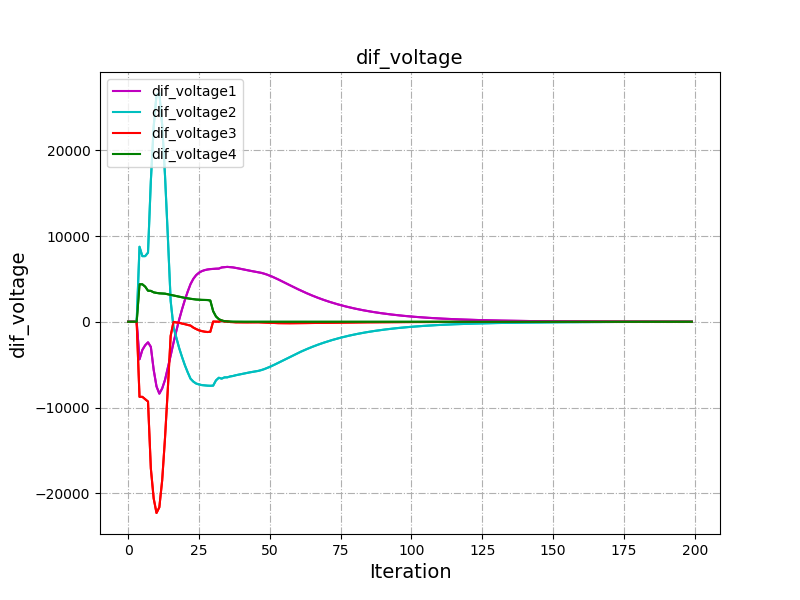 dif_voltage
dif_voltage1
dif_voltage2
dif_voltage3
dif_voltage4
20000
10000
0
−10000
−20000
dif_voltage
0 25 50 75 100 125 150 175 200
Iteration